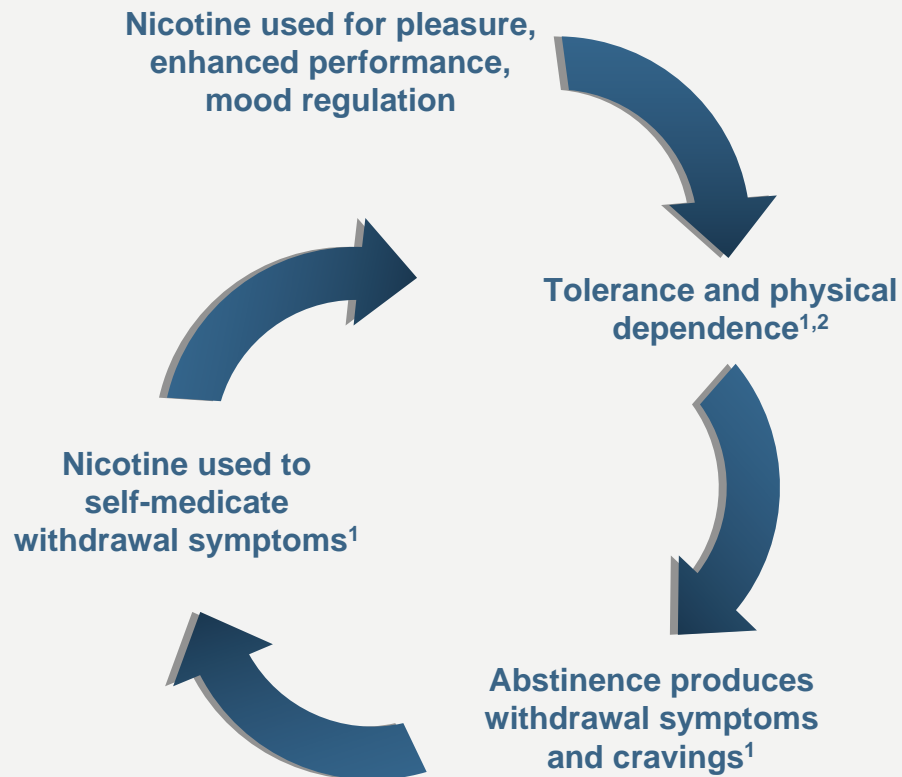 Nicotine used for pleasure,
enhanced performance,
mood regulation
Tolerance and physical
dependence1,2
Abstinence produces
withdrawal symptoms
and cravings1
Nicotine used to
self-medicate
withdrawal symptoms1